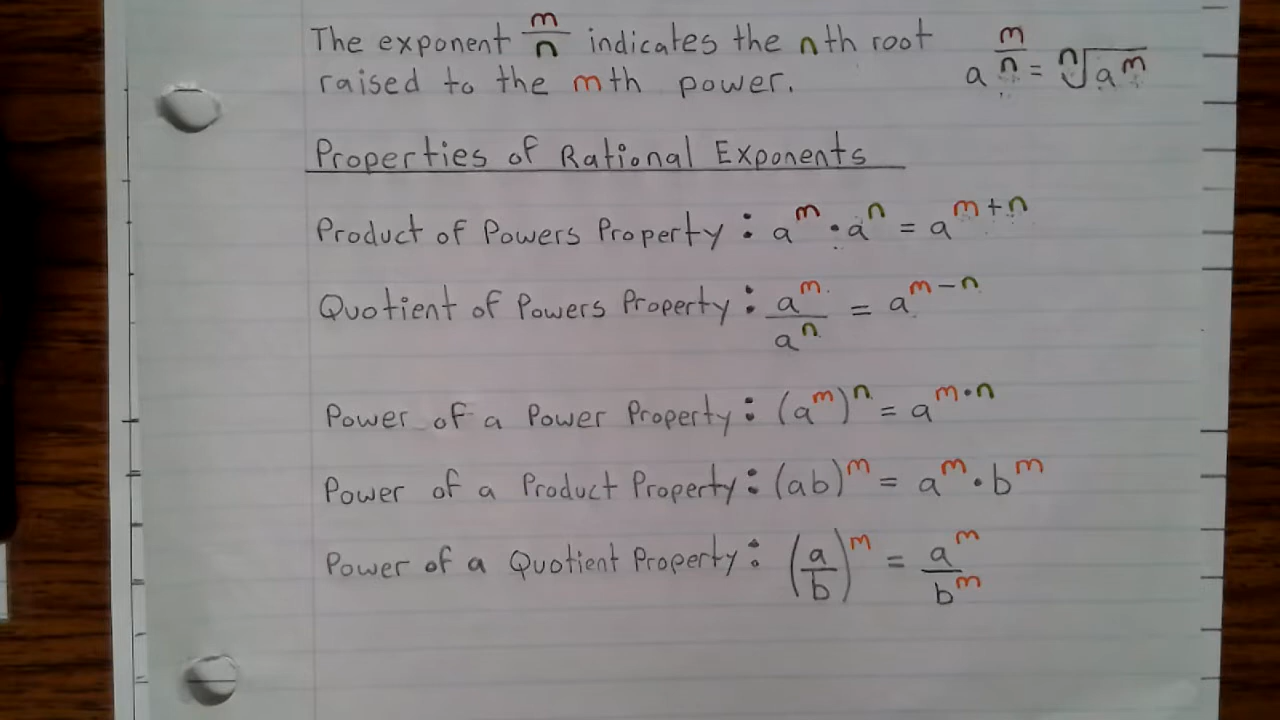 The exponent m/n indicates the nth root a^(m/n) = ⁿ√(a^m)
raised to the mth power.
Properties of Rational Exponents
Product of Powers Property : a^m · a^n = a^(m+n)
Quotient of Powers Property : a^m/a^n = a^(m-n)
Power of a Power Property : (a^m)^n = a^(m·n)
Power of a Product Property : (ab)^m = a^m · b^m
Power of a Quotient Property : (a/b)^m = a^m/b^m